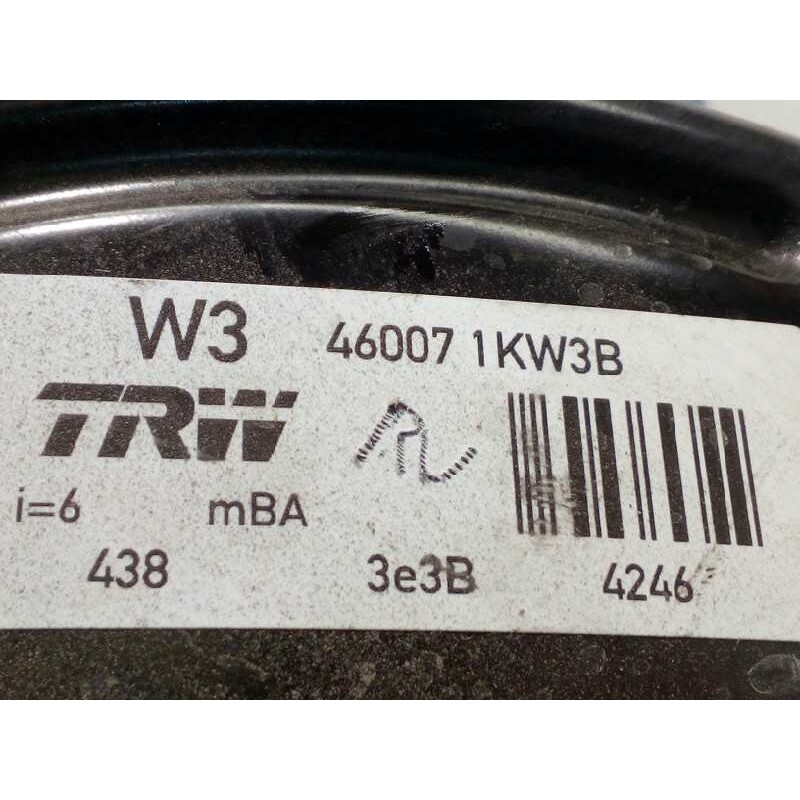 W3 46007 1KW3B
TRW
i=6 mBA
438 3e3B 4246